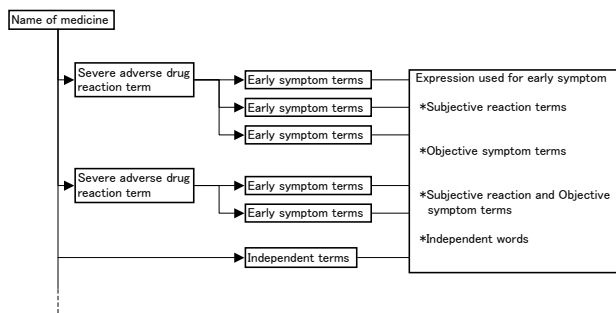 Name of medicine
Severe adverse drug
reaction term
Early symptom terms
Early symptom terms
Early symptom terms
Severe adverse drug
reaction term
Early symptom terms
Early symptom terms
Independent terms
Expression used for early symptom
*Subjective reaction terms
*Objective symptom terms
*Subjective reaction and Objective
symptom terms
*Independent words